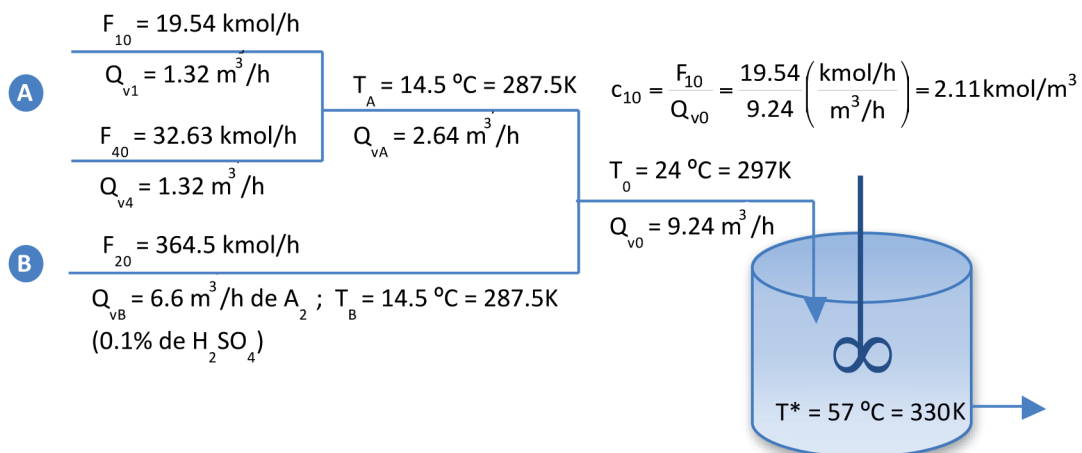 F10 = 19.54 kmol/h
A
Qv1 = 1.32 m3/h
F40 = 32.63 kmol/h
Qv4 = 1.32 m3/h
TA = 14.5 ºC = 287.5K
QvA = 2.64 m3/h
c10 = F10/Qv0 = 19.54/9.24 (kmol/h / m3/h) = 2.11kmol/m3
T0 = 24 ºC = 297K
Qv0 = 9.24 m3/h
B
F20 = 364.5 kmol/h
QvB = 6.6 m3/h de A2 ; TB = 14.5 ºC = 287.5K
(0.1% de H2SO4)
T* = 57 ºC = 330K